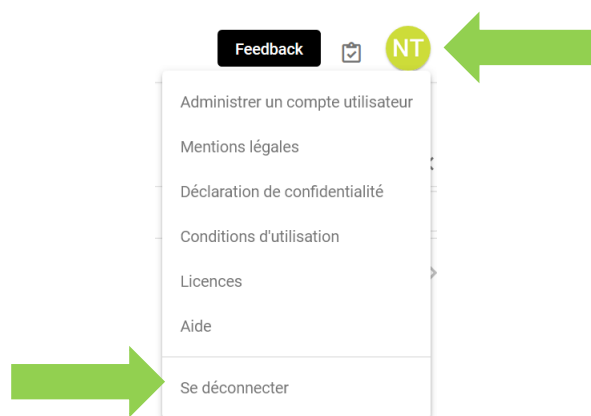 Feedback
NT
Administrer un compte utilisateur
Mentions légales
Déclaration de confidentialité
Conditions d'utilisation
Licences
Aide
Se déconnecter